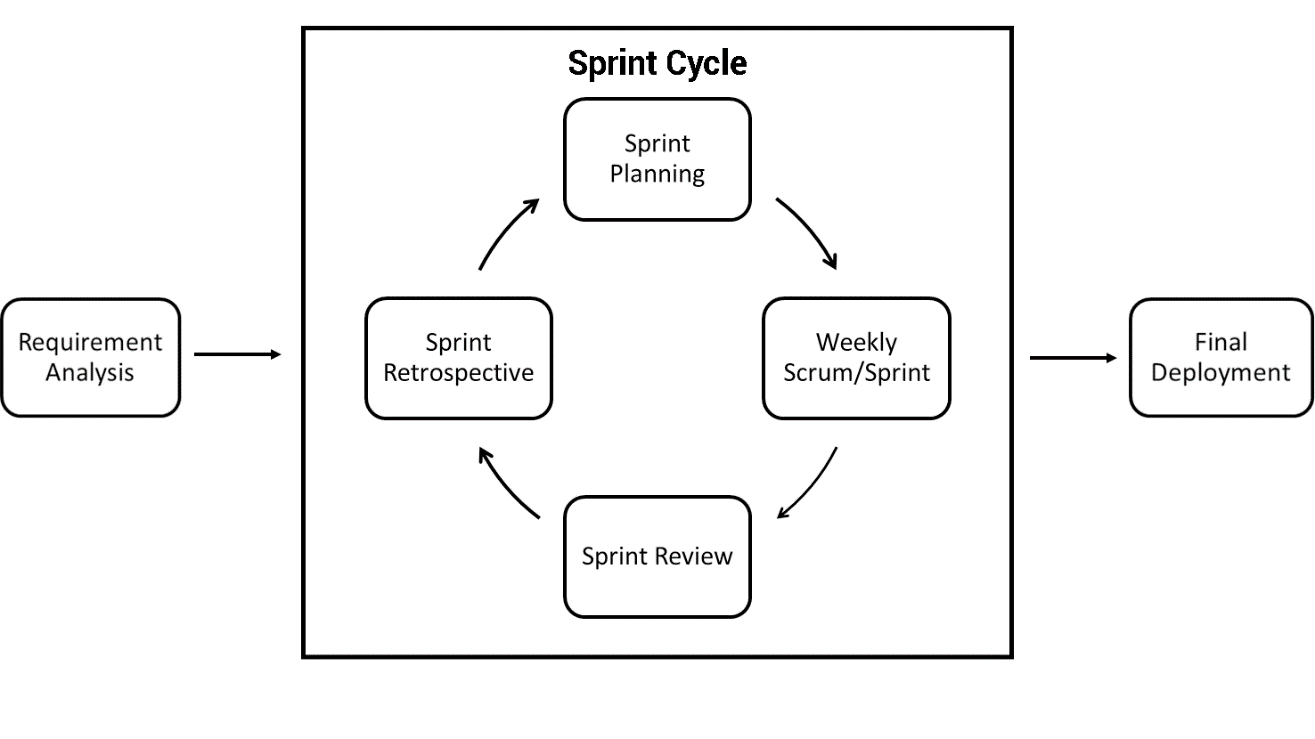 Sprint Cycle
Sprint
Planning
Requirement
Analysis
Sprint
Retrospective
Weekly
Scrum/Sprint
Final
Deployment
Sprint Review